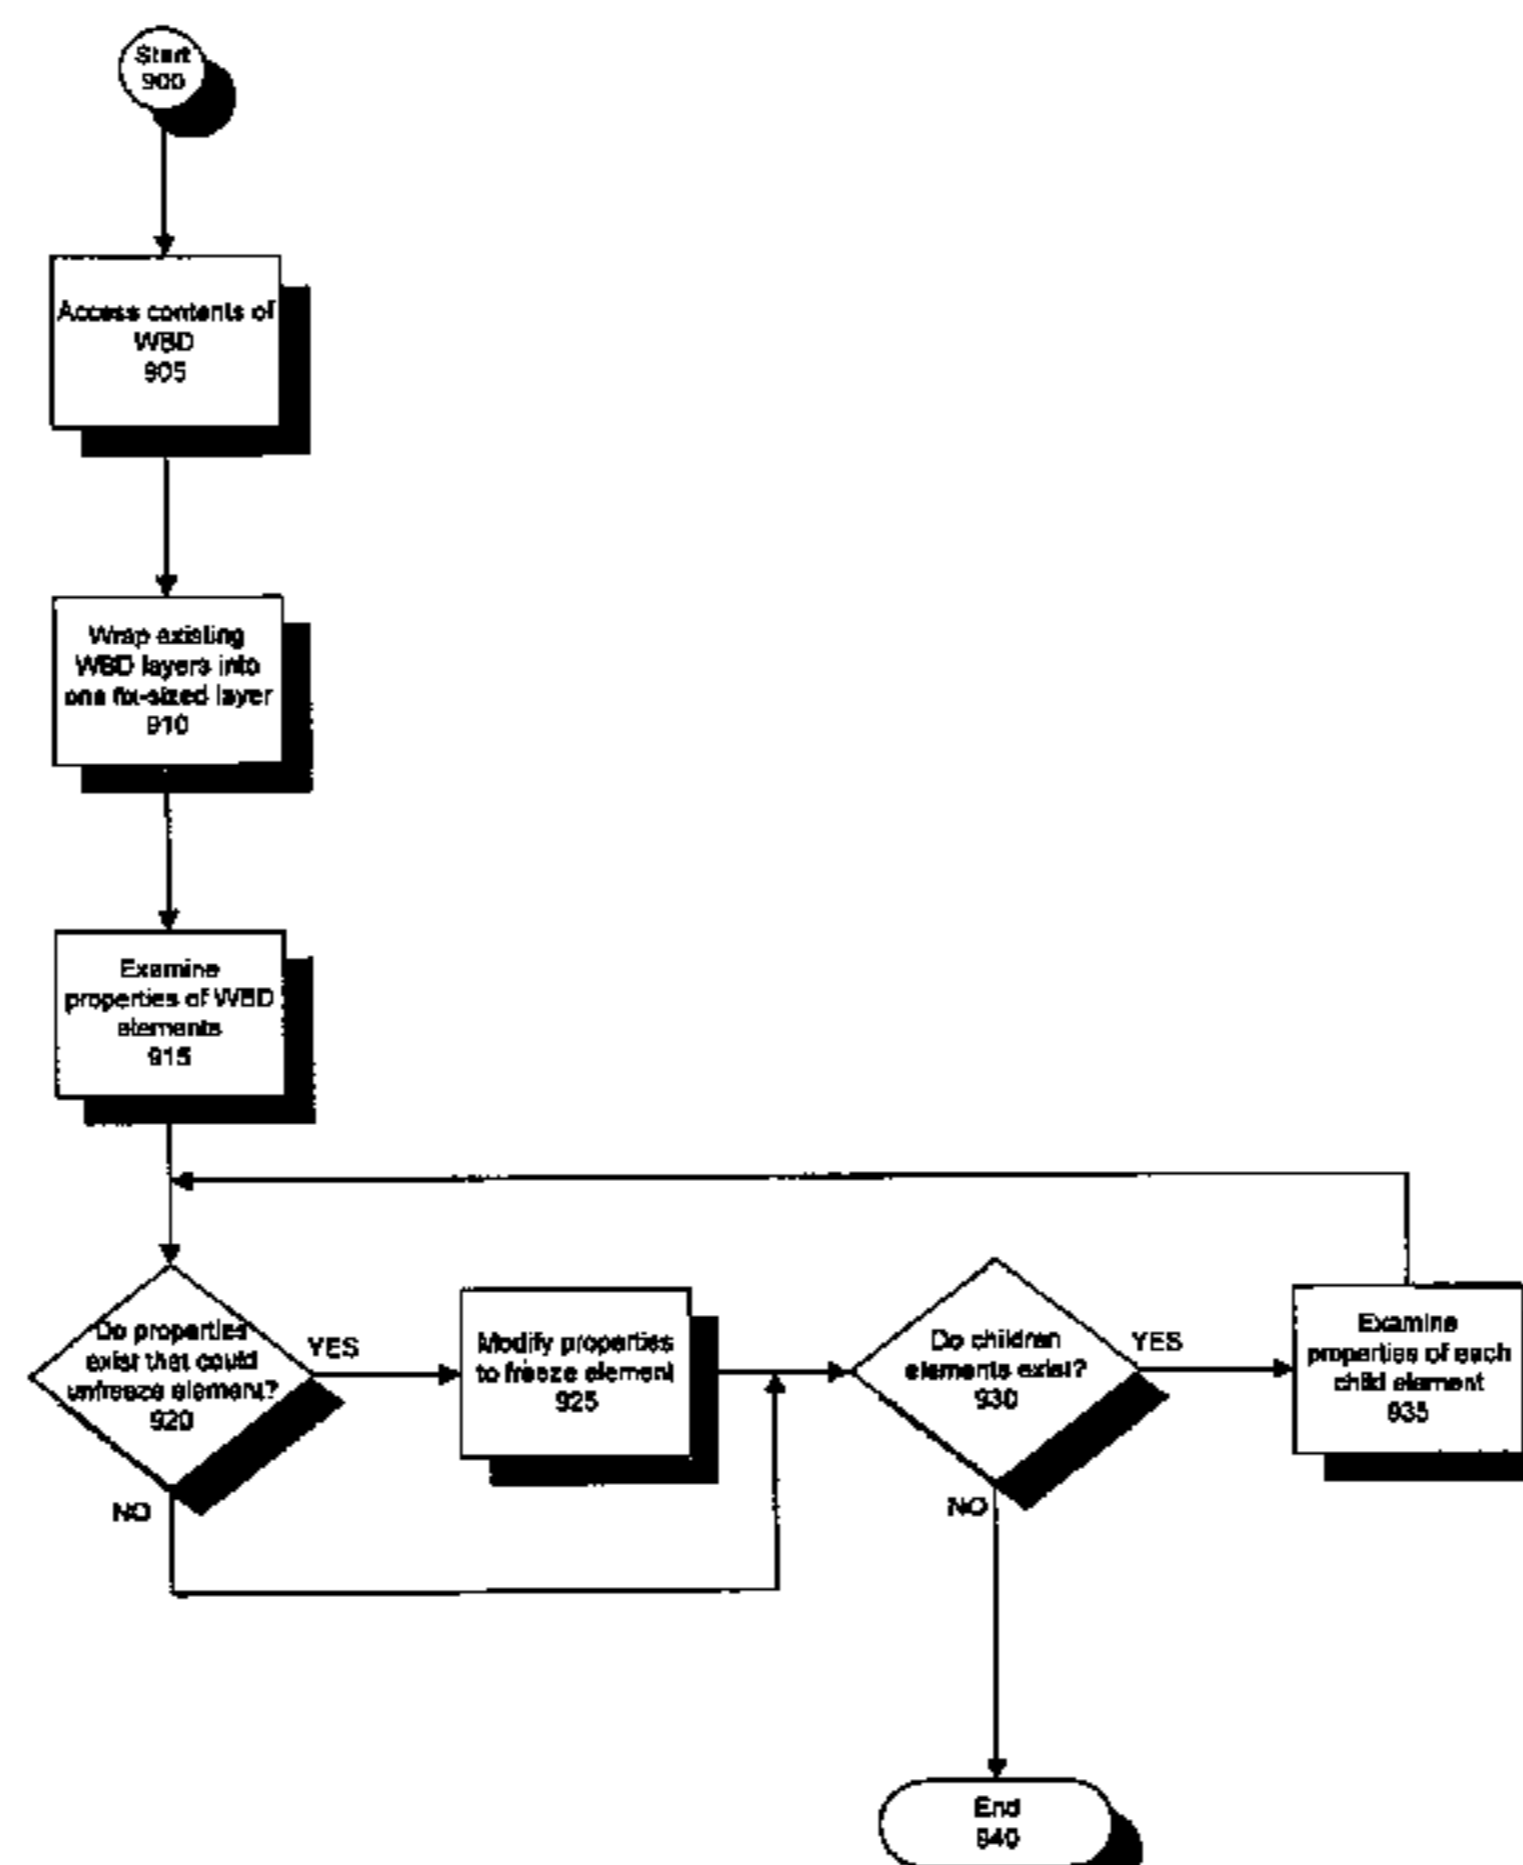 Start
900
Access contents of
WBD
905
Wrap existing
WBD layers into
one fix-sized layer
910
Examine
properties of WBD
elements
915
Do properties
exist that could
unfreeze element?
920
YES
NO
Modify properties
to freeze element
925
Do children
elements exist?
930
YES
NO
Examine
properties of each
child element
935
End
940